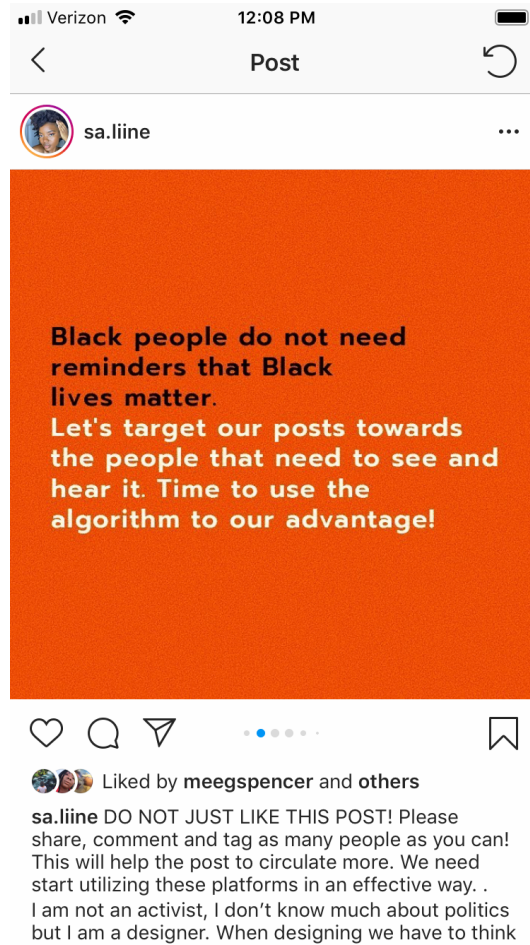 Verizon 12:08 PM
Post
sa.liine
Black people do not need
reminders that Black
lives matter.
Let's target our posts towards
the people that need to see and
hear it. Time to use the
algorithm to our advantage!
Liked by meegspencer and others
sa.liine DO NOT JUST LIKE THIS POST! Please
share, comment and tag as many people as you can!
This will help the post to circulate more. We need
start utilizing these platforms in an effective way. .
I am not an activist, I don’t know much about politics
but I am a designer. When designing we have to think